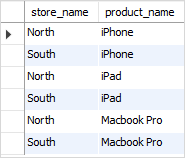 store_name product_name
North iPhone
South iPhone
North iPad
South iPad
North Macbook Pro
South Macbook Pro